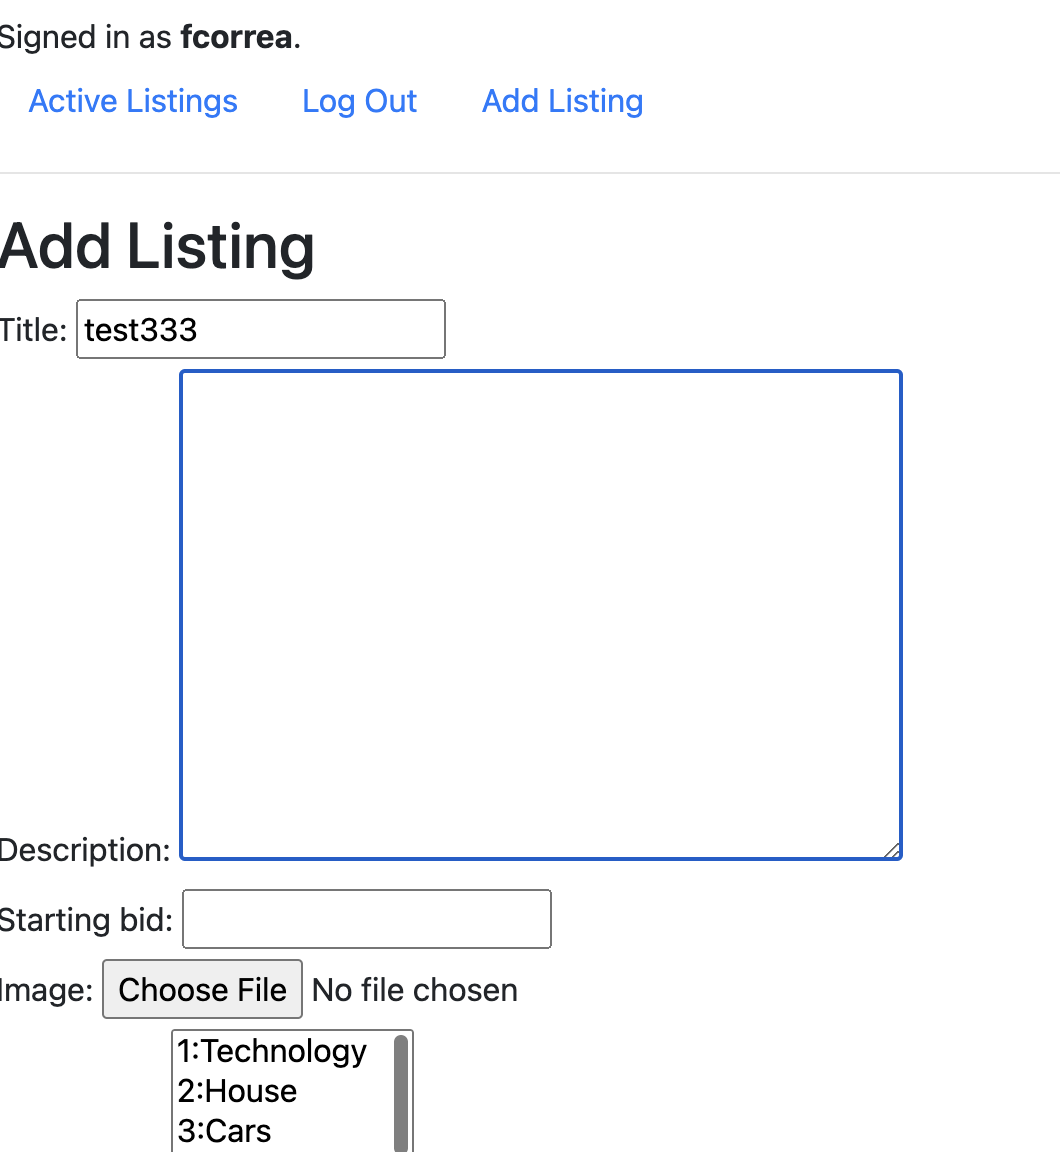 Signed in as fcorrea.
Active Listings Log Out Add Listing
Add Listing
Title: test333
Description:
Starting bid:
Image: Choose File No file chosen
1:Technology
2:House
3:Cars